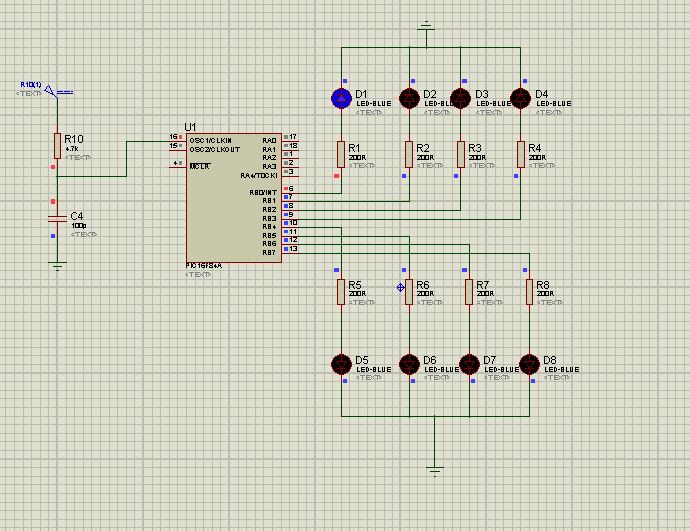 R10(1)
<TEXT>
R10
4.7k
<TEXT>
C4
100p
<TEXT>
U1
16 OSC1/CLKIN
15 OSC2/CLKOUT
4 MCLR
RA0 17
RA1 18
RA2 1
RA3 2
RA4/T0CKI 3
RB0/INT 6
RB1 7
RB2 8
RB3 9
RB4 10
RB5 11
RB6 12
RB7 13
PIC16F84A
<TEXT>
D1
LED-BLUE
<TEXT>
D2
LED-BLUE
<TEXT>
D3
LED-BLUE
<TEXT>
D4
LED-BLUE
<TEXT>
R1
200R
<TEXT>
R2
200R
<TEXT>
R3
200R
<TEXT>
R4
200R
<TEXT>
R5
200R
<TEXT>
R6
200R
<TEXT>
R7
200R
<TEXT>
R8
200R
<TEXT>
D5
LED-BLUE
<TEXT>
D6
LED-BLUE
<TEXT>
D7
LED-BLUE
<TEXT>
D8
LED-BLUE
<TEXT>